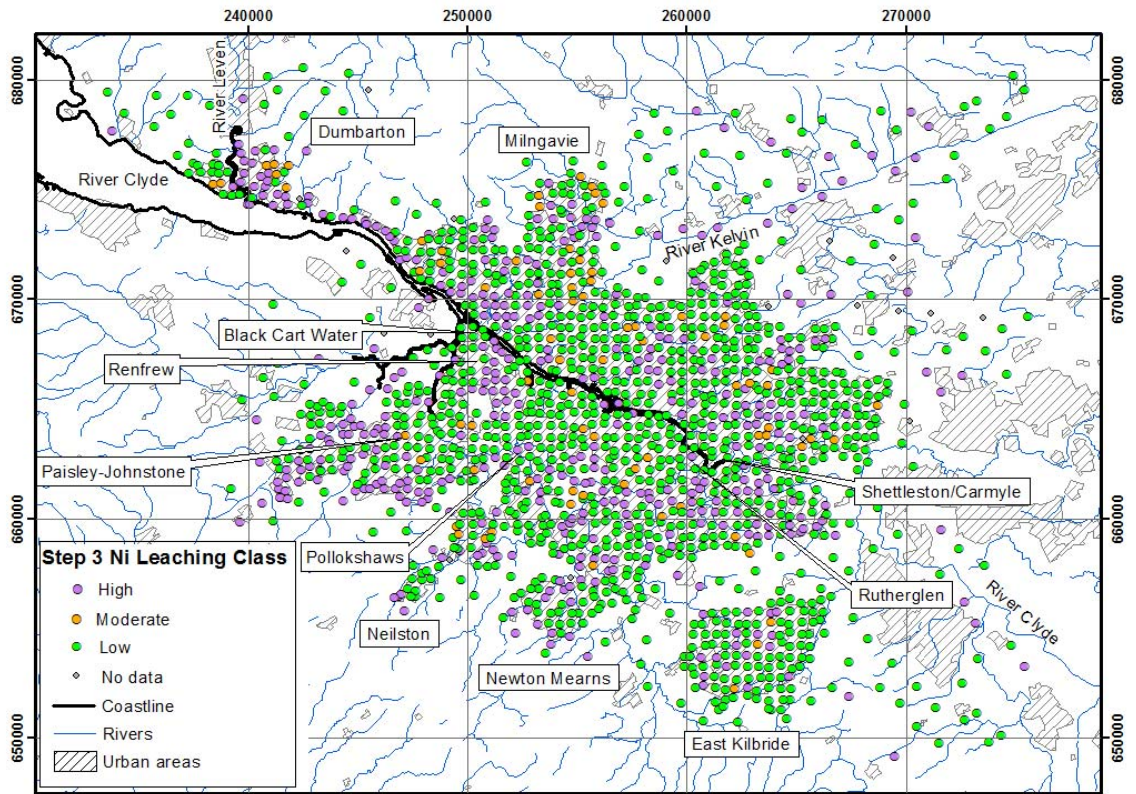 240000
250000
260000
270000
680000
680000
River Leven
Dumbarton
Milngavie
River Clyde
River Kelvin
670000
670000
Black Cart Water
Renfrew
Paisley-Johnstone
Shettleston/Carmyle
660000
660000
Step 3 Ni Leaching Class
High
Moderate
Low
No data
Coastline
Rivers
Urban areas
Pollokshaws
Rutherglen
River Clyde
Neilston
Newton Mearns
East Kilbride
650000
650000